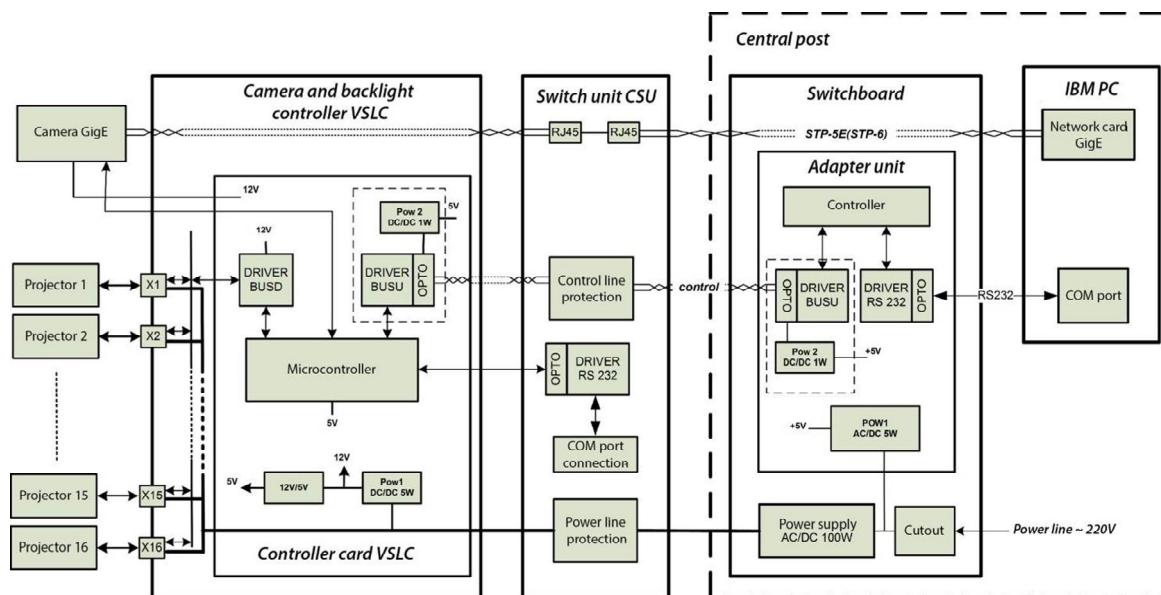 Central post
Camera and backlight
controller VSLC
Switch unit CSU
Switchboard
IBM PC
Camera GigE
RJ45
RJ45
STP-5E(STP-6)
Network card
GigE
Adapter unit
12V
Pow 2
DC/DC 1W
5V
Controller
12V
DRIVER
BUSD
DRIVER
BUSU
OPTO
Control line
protection
control
OPTO
DRIVER
BUSU
DRIVER
RS 232
OPTO
RS232
COM port
Projector 1
X1
Projector 2
X2
Microcontroller
5V
OPTO
DRIVER
RS 232
Pow 2
DC/DC 1W
+5V
COM port
connection
+5V
POW1
AC/DC 5W
Projector 15
X15
5V
12V/5V
12V
Pow1
DC/DC 5W
Projector 16
X16
Power line
protection
Power supply
AC/DC 100W
Cutout
Power line ~ 220V
Controller card VSLC